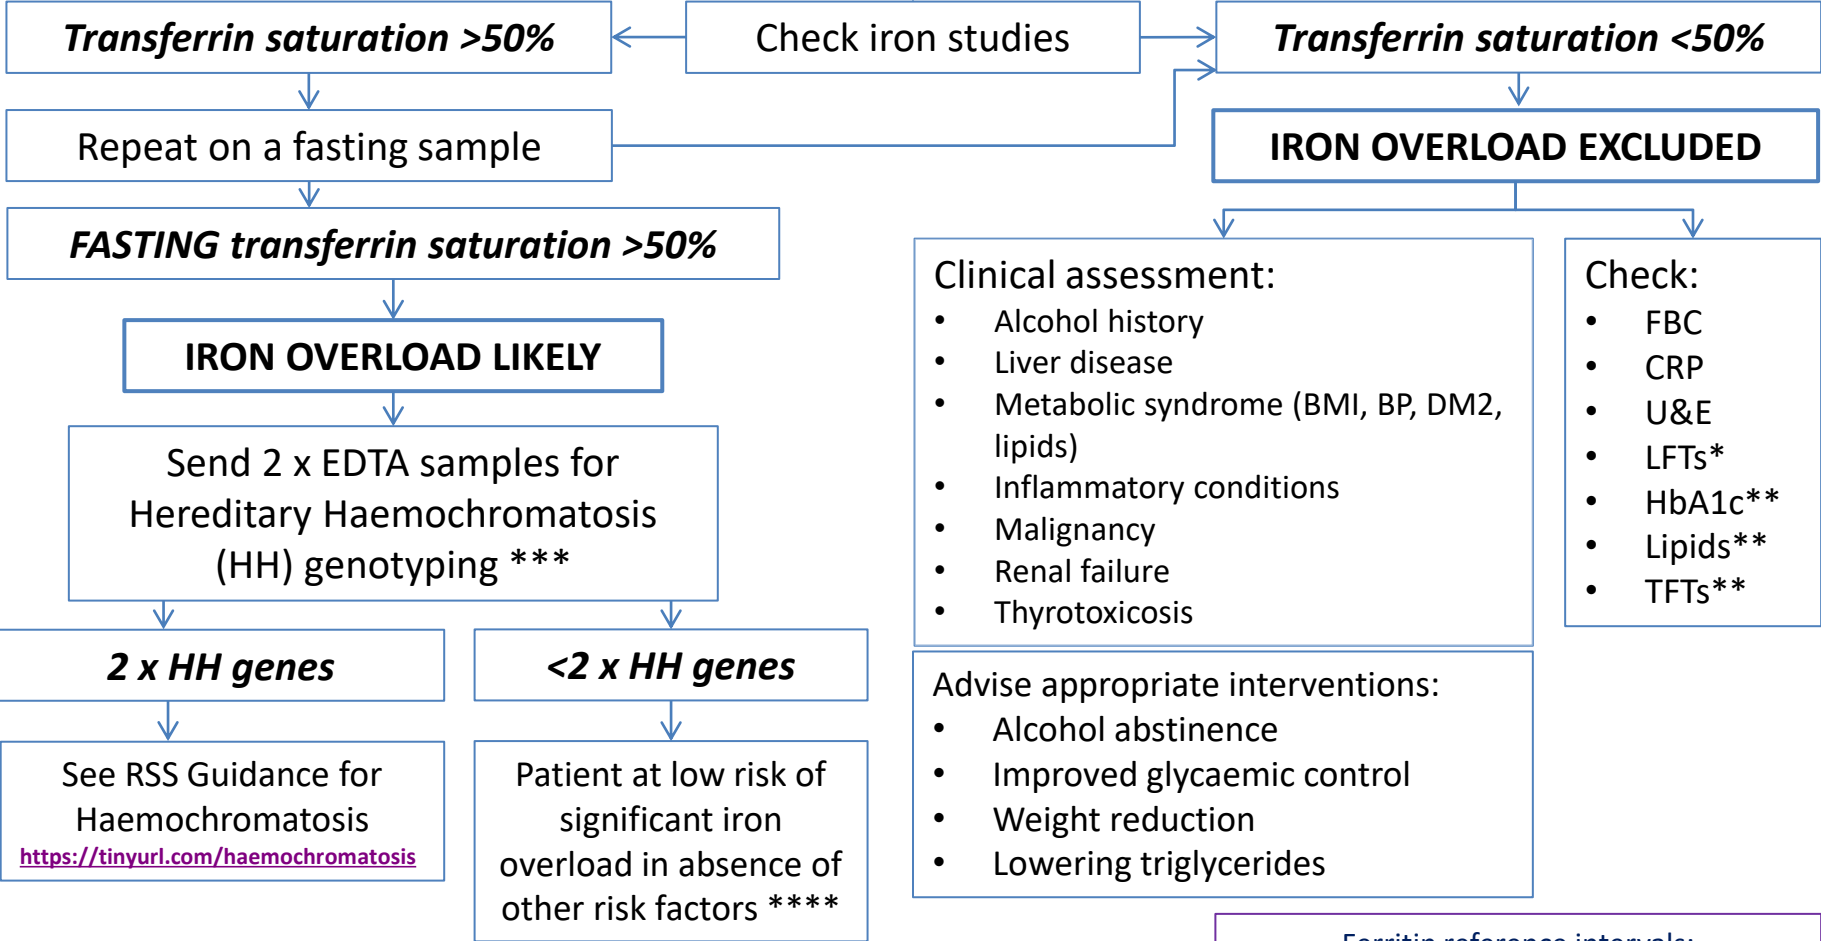 Transferrin saturation >50%
Check iron studies
Transferrin saturation <50%
Repeat on a fasting sample
IRON OVERLOAD EXCLUDED
FASTING transferrin saturation >50%
IRON OVERLOAD LIKELY
Send 2 x EDTA samples for
Hereditary Haemochromatosis
(HH) genotyping ***
2 x HH genes
<2 x HH genes
See RSS Guidance for
Haemochromatosis
https://tinyurl.com/haemochromatosis
Patient at low risk of
significant iron
overload in absence of
other risk factors ****
Clinical assessment:
• Alcohol history
• Liver disease
• Metabolic syndrome (BMI, BP, DM2,
lipids)
• Inflammatory conditions
• Malignancy
• Renal failure
• Thyrotoxicosis
Check:
• FBC
• CRP
• U&E
• LFTs*
• HbA1c**
• Lipids**
• TFTs**
Advise appropriate interventions:
• Alcohol abstinence
• Improved glycaemic control
• Weight reduction
• Lowering triglycerides
Ferritin reference intervals: